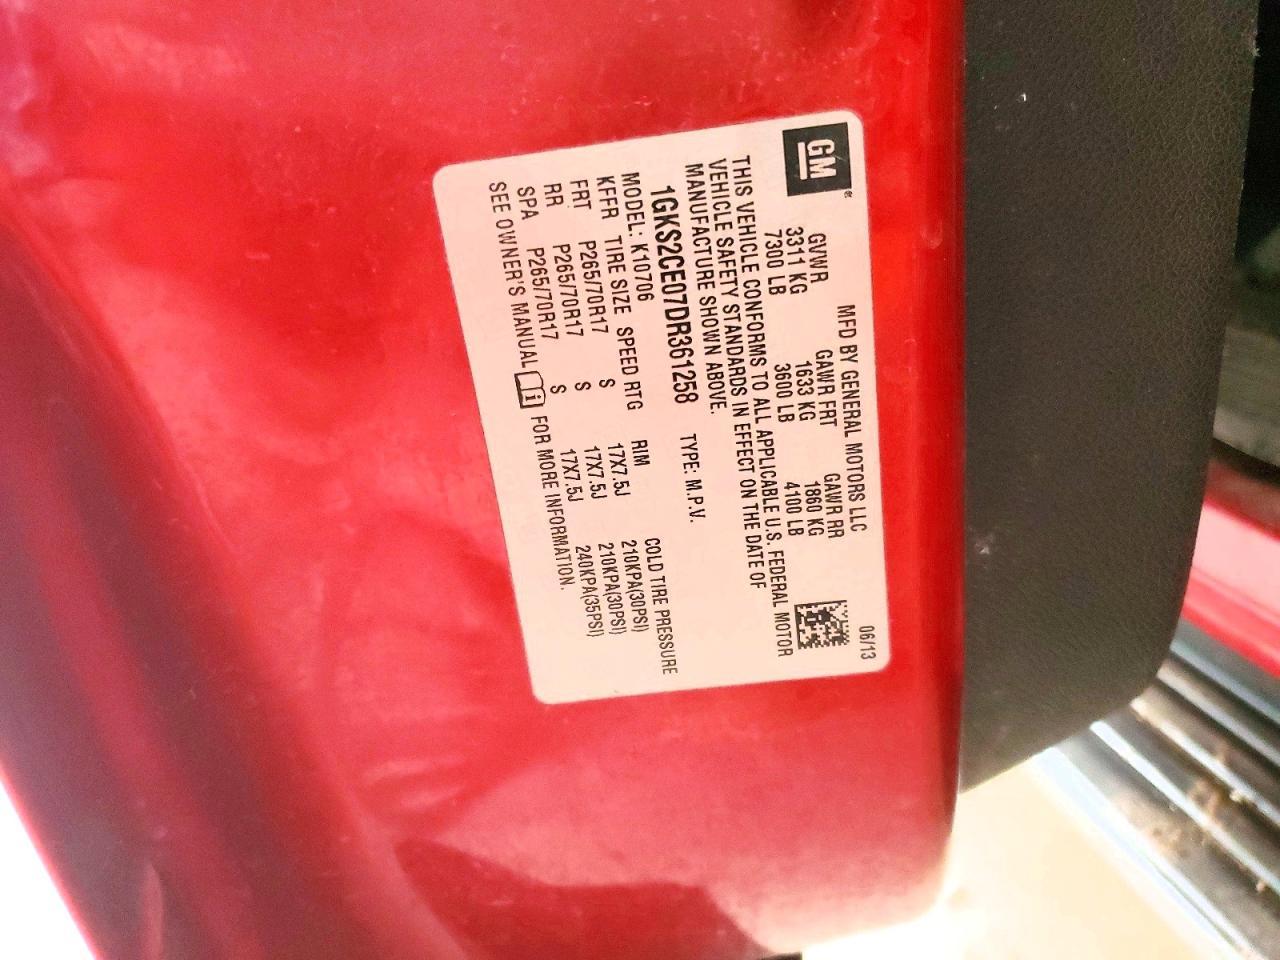 GM®
MFD BY GENERAL MOTORS LLC 06/13
GVWR GAWR FRT GAWR RR
3311 KG 1633 KG 1860 KG
7300 LB 3600 LB 4100 LB
THIS VEHICLE CONFORMS TO ALL APPLICABLE U.S. FEDERAL MOTOR
VEHICLE SAFETY STANDARDS IN EFFECT ON THE DATE OF
MANUFACTURE SHOWN ABOVE.
1GKS2CE07DR361258 TYPE: M.P.V.
MODEL: K10706
KFFR TIRE SIZE SPEED RTG RIM COLD TIRE PRESSURE
FRT P265/70R17 S 17X7.5J 210KPA(30PSI)
RR P265/70R17 S 17X7.5J 210KPA(30PSI)
SPA P265/70R17 S 17X7.5J 240KPA(35PSI)
SEE OWNER'S MANUAL i FOR MORE INFORMATION.